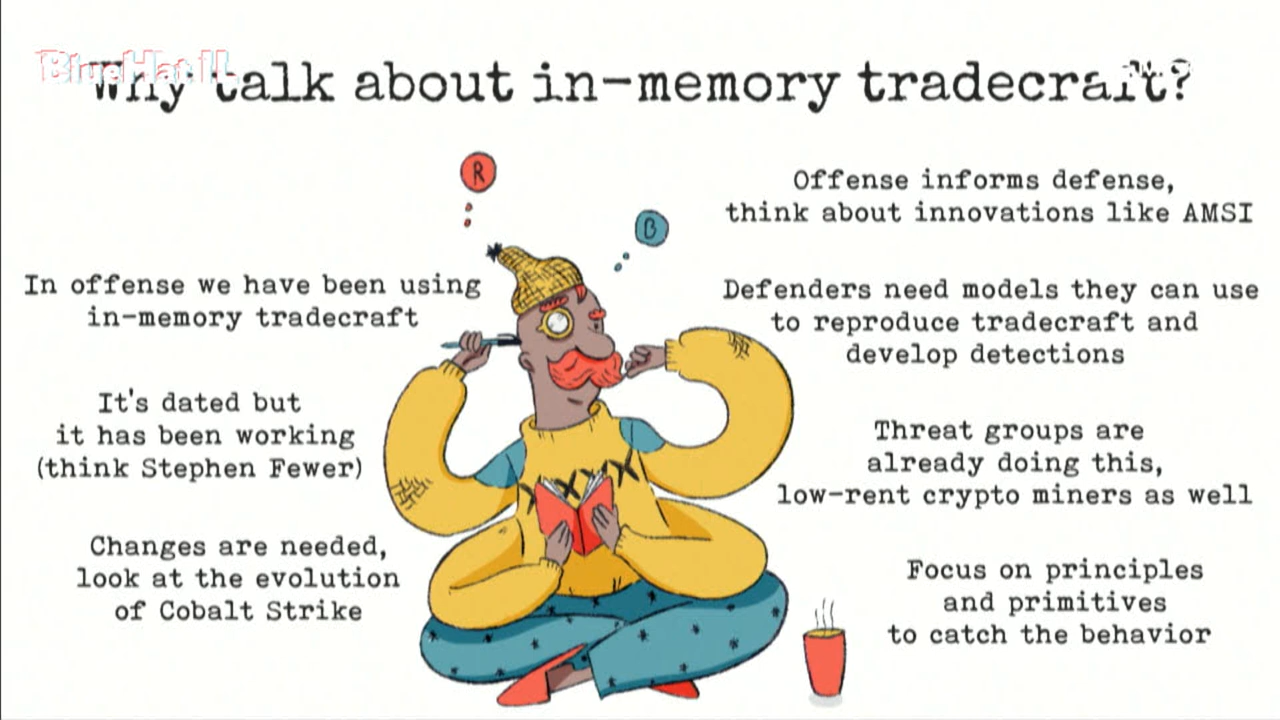 BlueHat IL
Why talk about in-memory tradecraft?
R
B
In offense we have been using
in-memory tradecraft
It's dated but
it has been working
(think Stephen Fewer)
Changes are needed,
look at the evolution
of Cobalt Strike
Offense informs defense,
think about innovations like AMSI
Defenders need models they can use
to reproduce tradecraft and
develop detections
Threat groups are
already doing this,
low-rent crypto miners as well
Focus on principles
and primitives
to catch the behavior